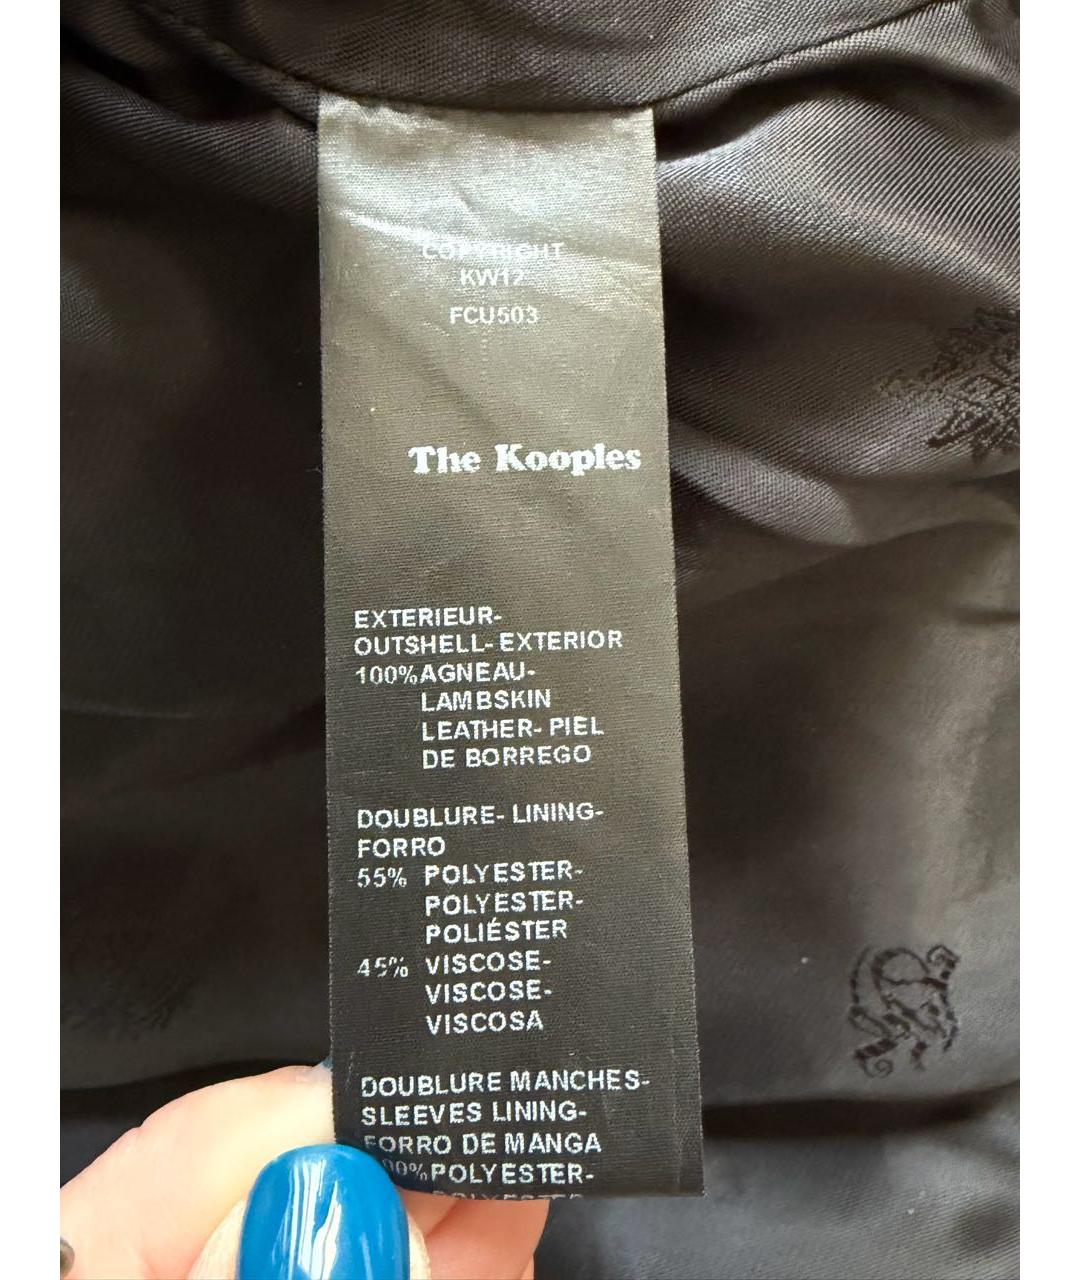 COPYRIGHT
KW12
FCU503
The Kooples
EXTERIEUR-
OUTSHELL- EXTERIOR
100%AGNEAU-
LAMBSKIN
LEATHER- PIEL
DE BORREGO
DOUBLURE- LINING-
FORRO
55% POLYESTER-
POLYESTER-
POLIÉSTER
45% VISCOSE-
VISCOSE-
VISCOSA
DOUBLURE MANCHES-
SLEEVES LINING-
FORRO DE MANGA
POLYESTER-